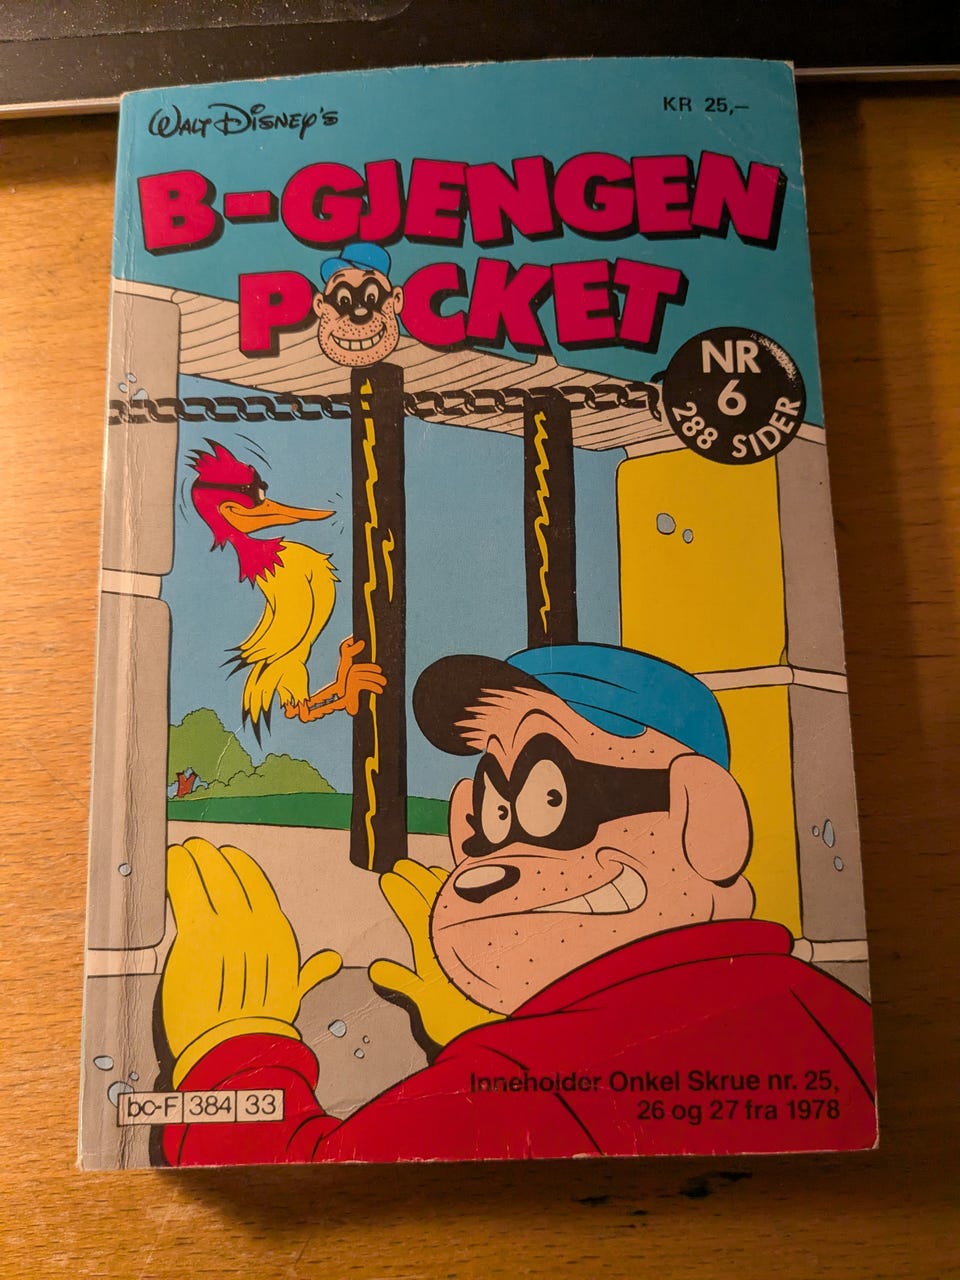 WALT DISNEY'S
KR 25,–
B-GJENGEN
POCKET
NR
6
288 SIDER
Inneholder Onkel Skrue nr. 25,
26 og 27 fra 1978
bc-F 384 33